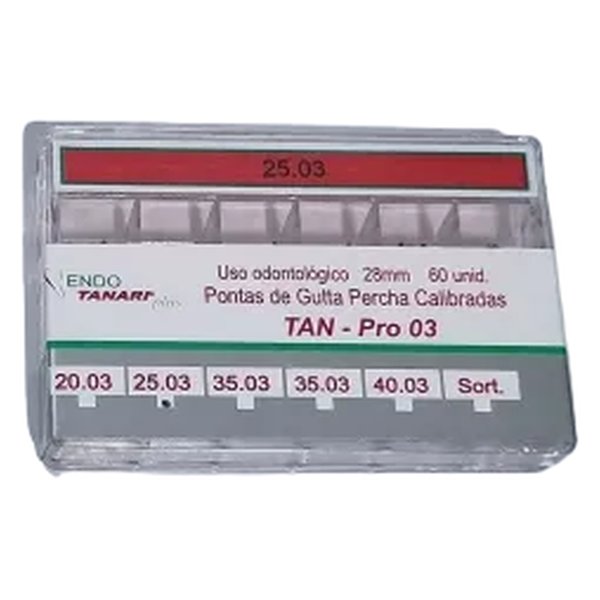 25.03
ENDO
TANARI plus
Uso odontológico 28mm 60 unid.
Pontas de Gutta Percha Calibradas
TAN - Pro 03
20.03 25.03 35.03 35.03 40.03 Sort.